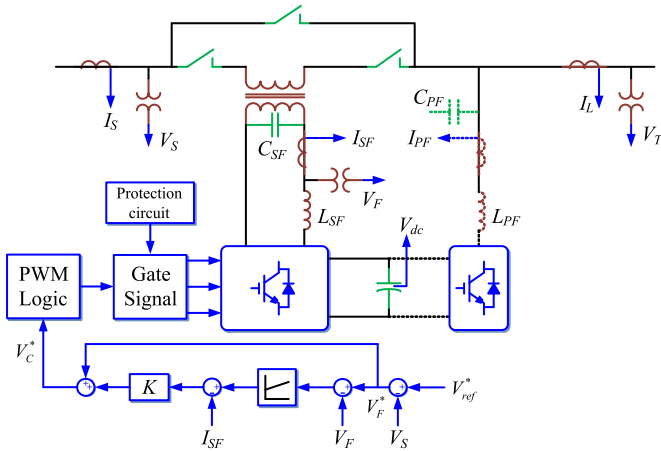 C_PF
I_S
V_S
C_SF
I_SF
I_PF
I_L
V_T
V_F
L_SF
L_PF
V_dc
Protection
circuit
PWM
Logic
Gate
Signal
V_C^*
+
+
K
+
-
+
-
+
-
V_F^*
V_ref^*
I_SF
V_F
V_S